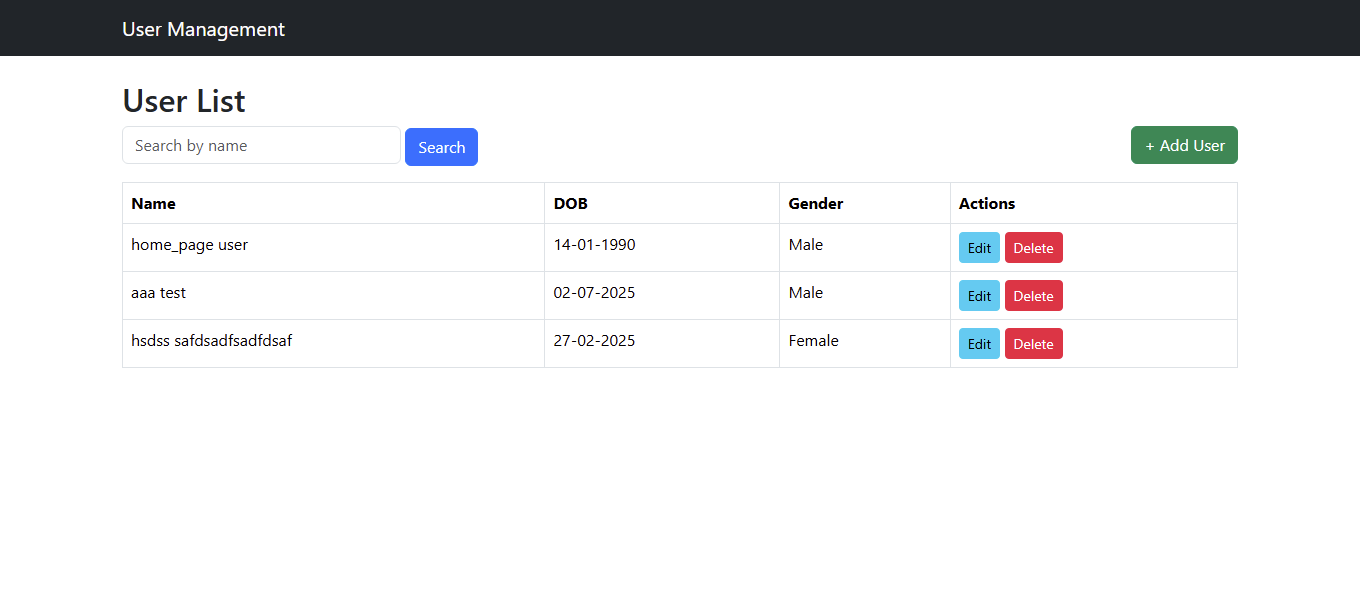 User Management
User List
Search by name Search + Add User
Name DOB Gender Actions
home_page user 14-01-1990 Male Edit Delete
aaa test 02-07-2025 Male Edit Delete
hsdss safdsadfsadfdsaf 27-02-2025 Female Edit Delete